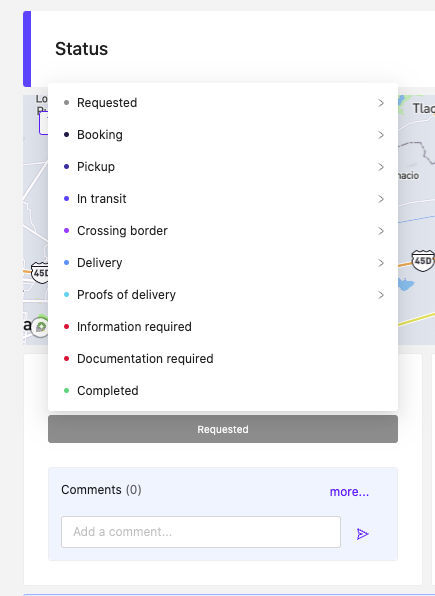 Status
Lo
Tlac
Requested
Booking
Pickup
nacio
In transit
Crossing border
Delivery
45D
45D
Proofs of delivery
Information required
a
Documentation required
Completed
Requested
Comments (0)
more...
Add a comment...